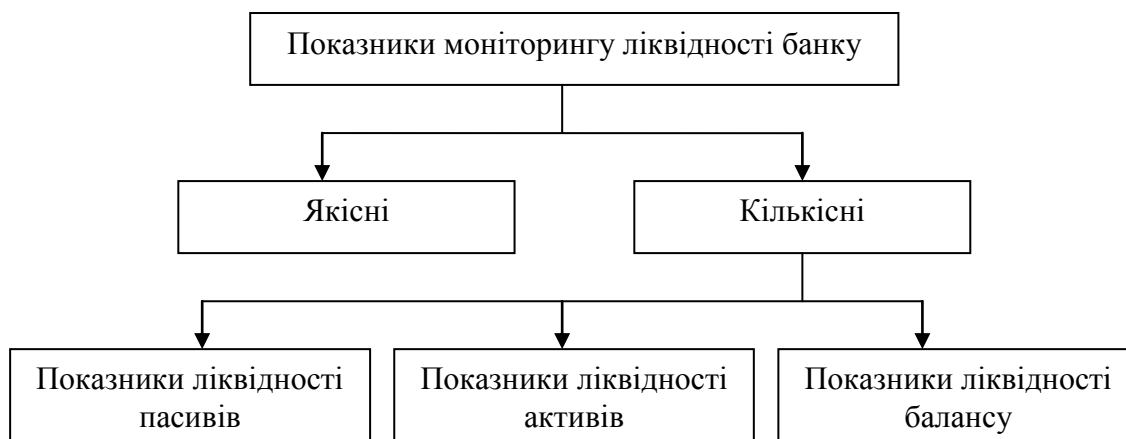 Показники моніторингу ліквідності банку
Якісні
Кількісні
Показники ліквідності
пасивів
Показники ліквідності
активів
Показники ліквідності
балансу